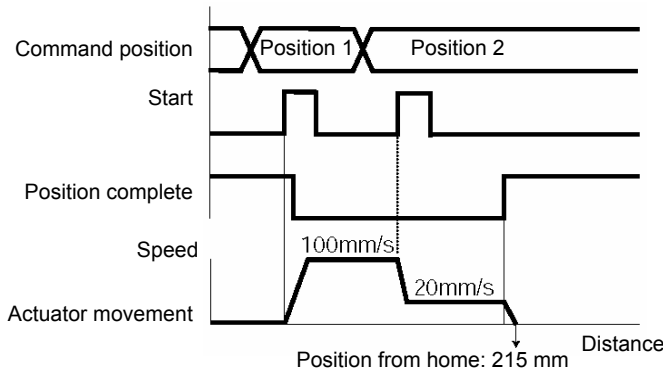 Command position
Position 1
Position 2
Start
Position complete
Speed
100mm/s
20mm/s
Actuator movement
Distance
Position from home: 215 mm